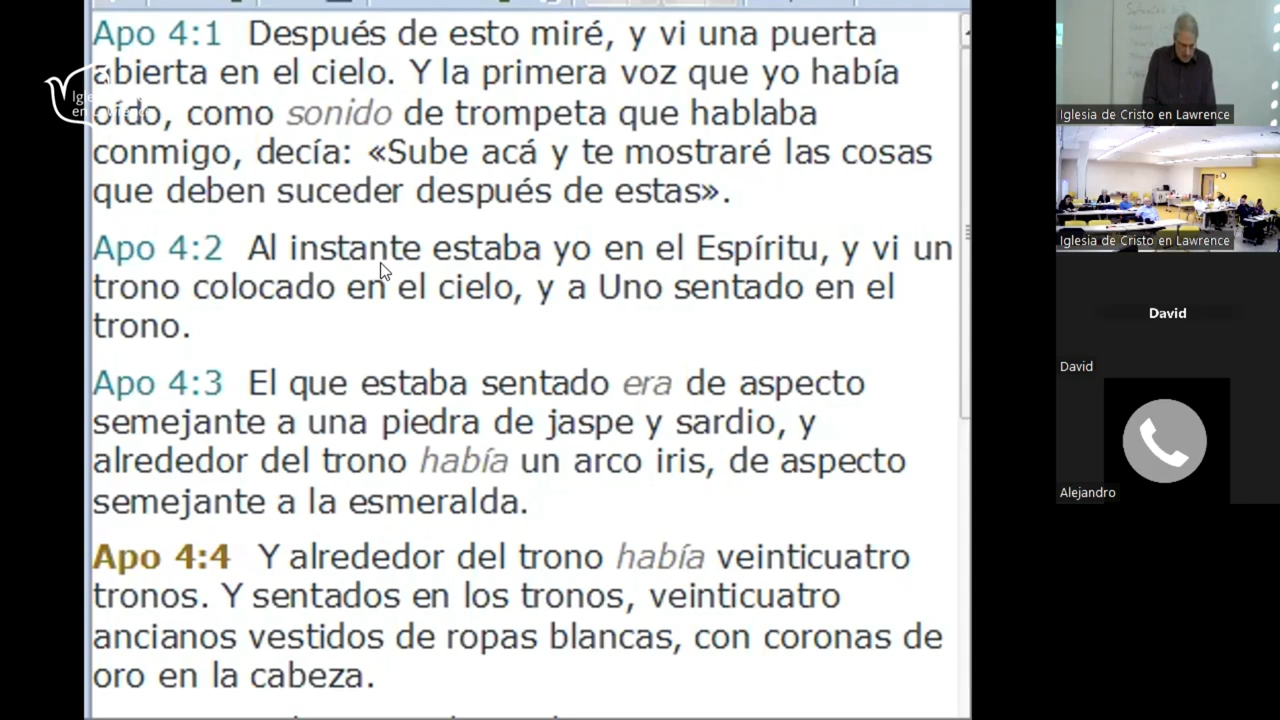 Apo 4:1 Después de esto miré, y vi una puerta
abierta en el cielo. Y la primera voz que yo había
oído, como sonido de trompeta que hablaba
conmigo, decía: «Sube acá y te mostraré las cosas
que deben suceder después de estas».
Apo 4:2 Al instante estaba yo en el Espíritu, y vi un
trono colocado en el cielo, y a Uno sentado en el
trono.
Apo 4:3 El que estaba sentado era de aspecto
semejante a una piedra de jaspe y sardio, y
alrededor del trono había un arco iris, de aspecto
semejante a la esmeralda.
Apo 4:4 Y alrededor del trono había veinticuatro
tronos. Y sentados en los tronos, veinticuatro
ancianos vestidos de ropas blancas, con coronas de
oro en la cabeza.
Iglesia de Cristo en Lawrence
Iglesia de Cristo en Lawrence
David
David
Alejandro